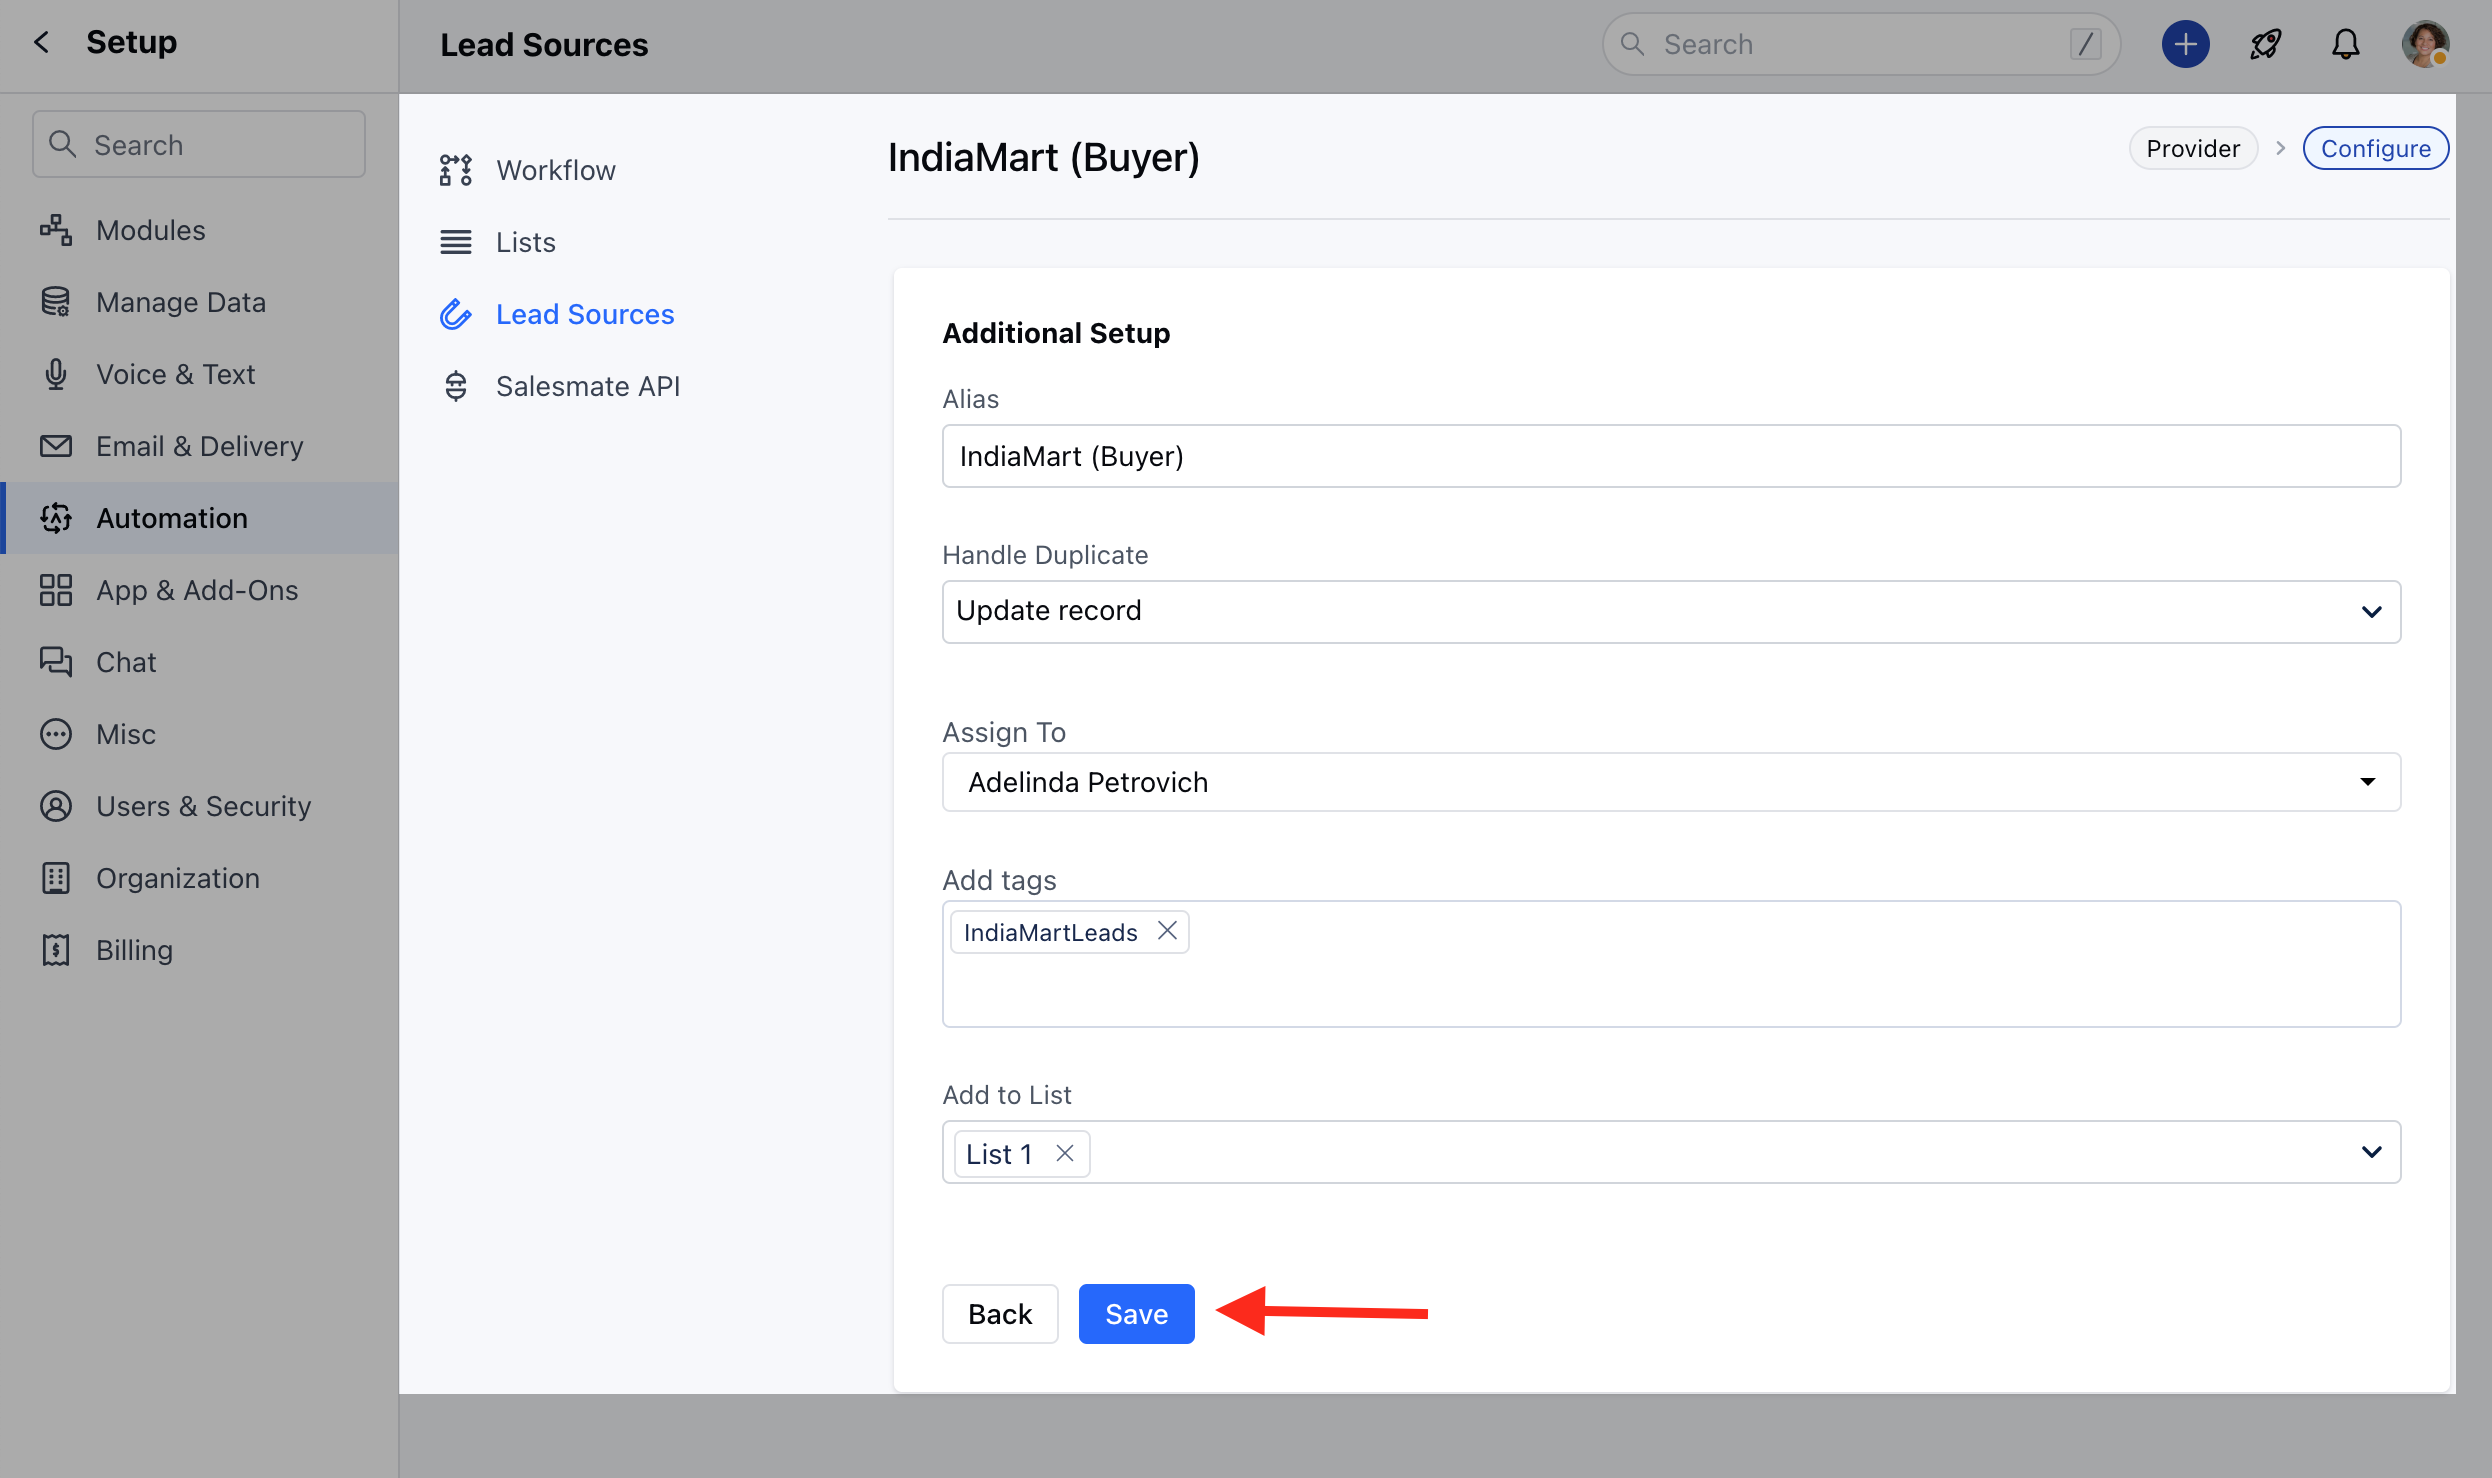 Setup
Lead Sources
Search
/
Search
Modules
Manage Data
Voice & Text
Email & Delivery
Automation
App & Add-Ons
Chat
Misc
Users & Security
Organization
Billing
Workflow
Lists
Lead Sources
Salesmate API
IndiaMart (Buyer)
Provider
Configure
Additional Setup
Alias
IndiaMart (Buyer)
Handle Duplicate
Update record
Assign To
Adelinda Petrovich
Add tags
IndiaMartLeads
Add to List
List 1
Back
Save